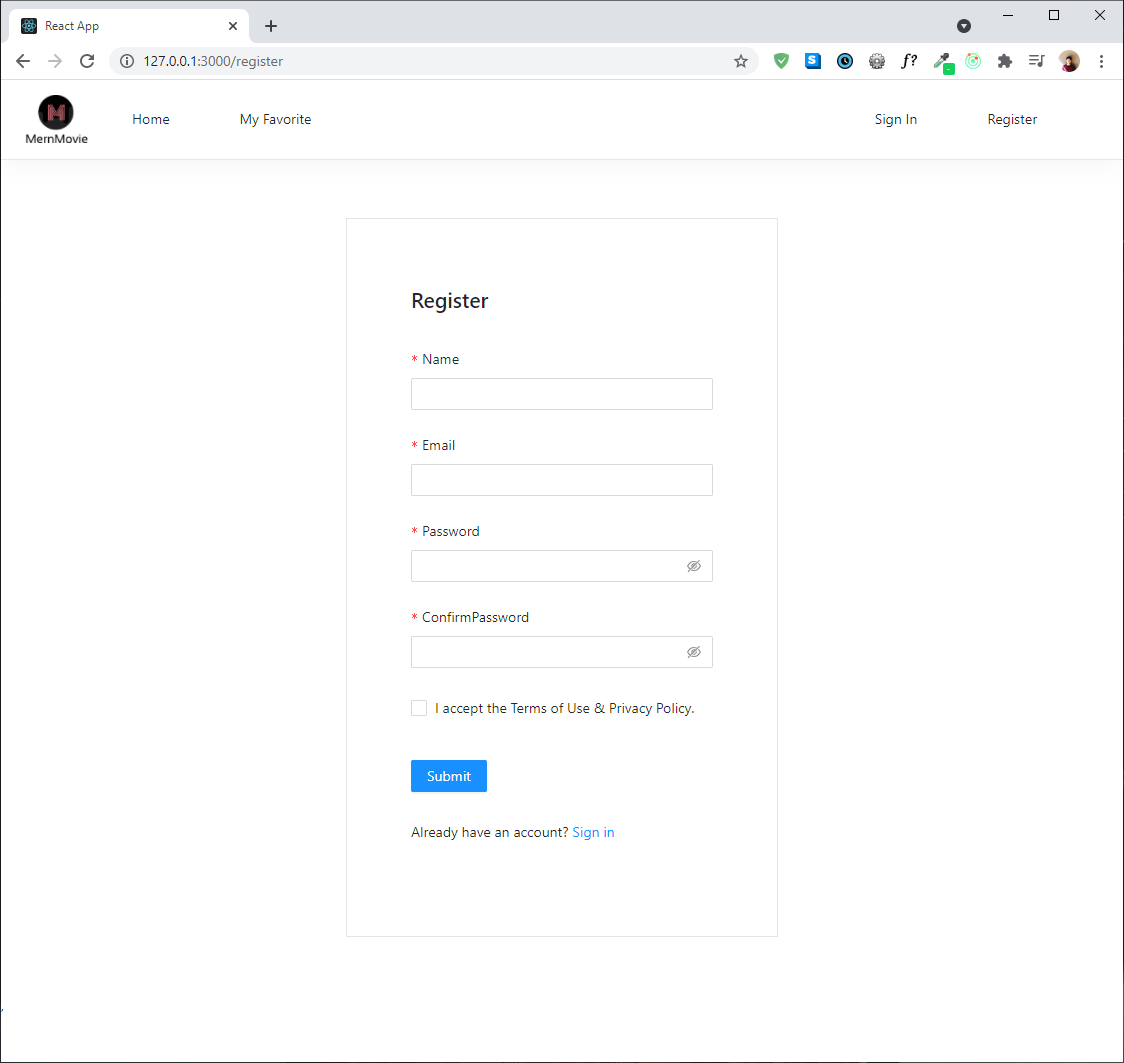 React App
127.0.0.1:3000/register
S
f?
M
MernMovie
Home
My Favorite
Sign In
Register
Register
* Name
* Email
* Password
* ConfirmPassword
I accept the Terms of Use & Privacy Policy.
Submit
Already have an account? Sign in